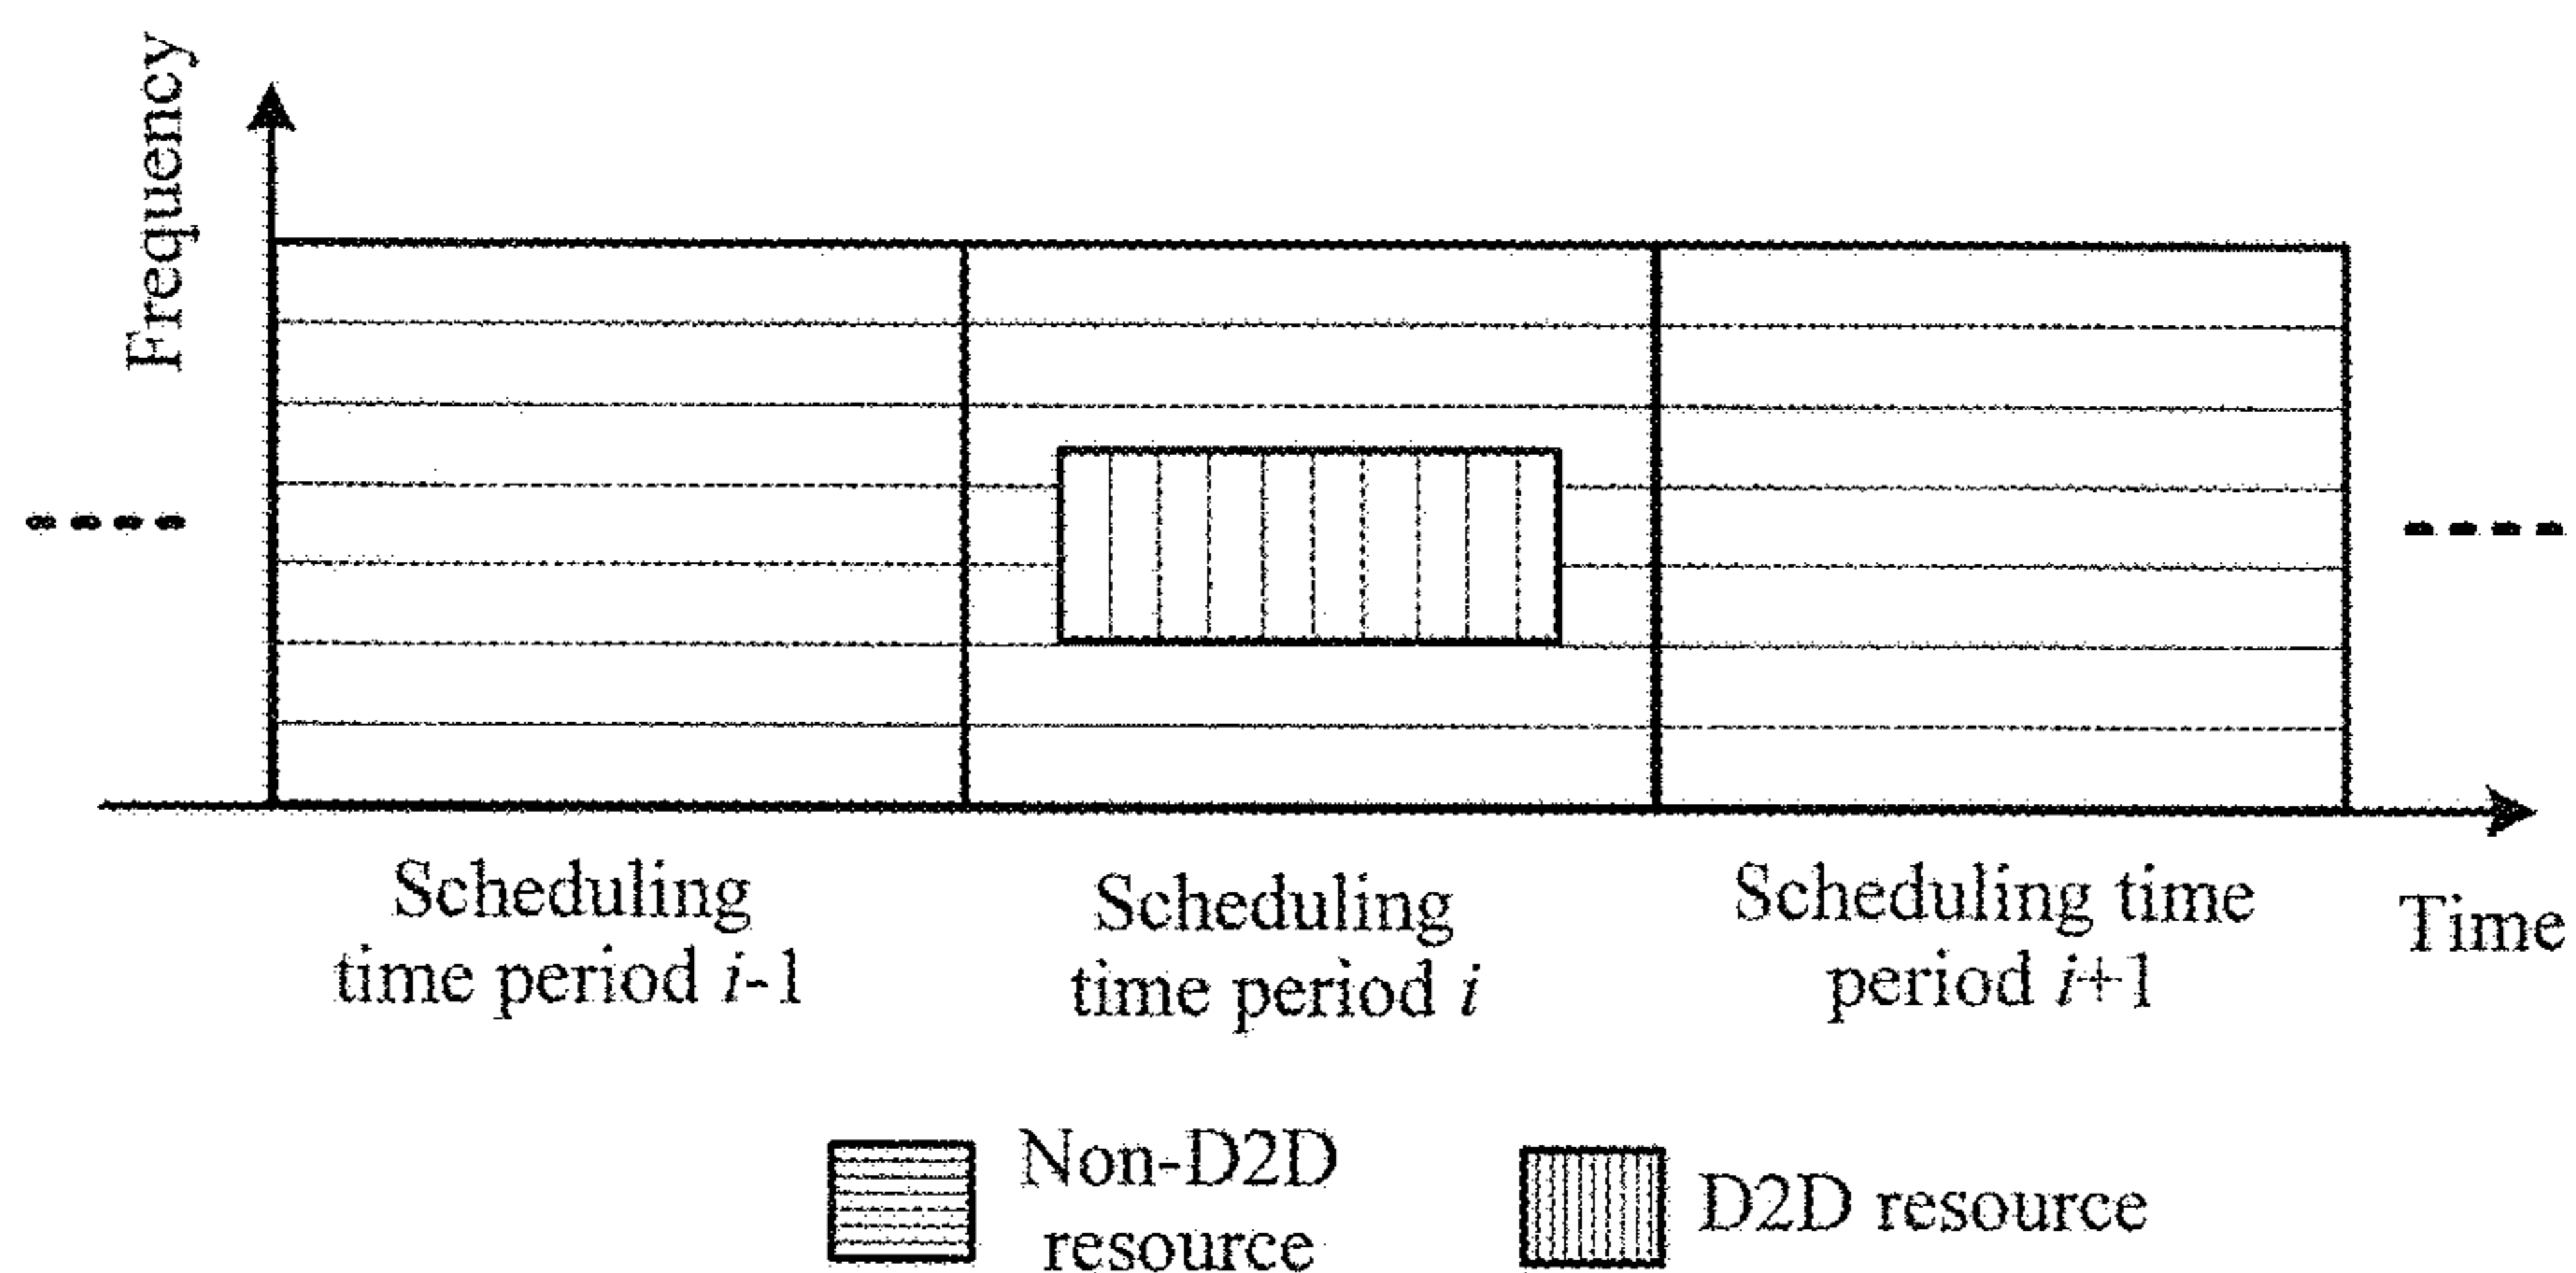 Frequency
Scheduling
time period i-1
Scheduling
time period i
Scheduling time
period i+1
Time
Non-D2D
resource
D2D resource